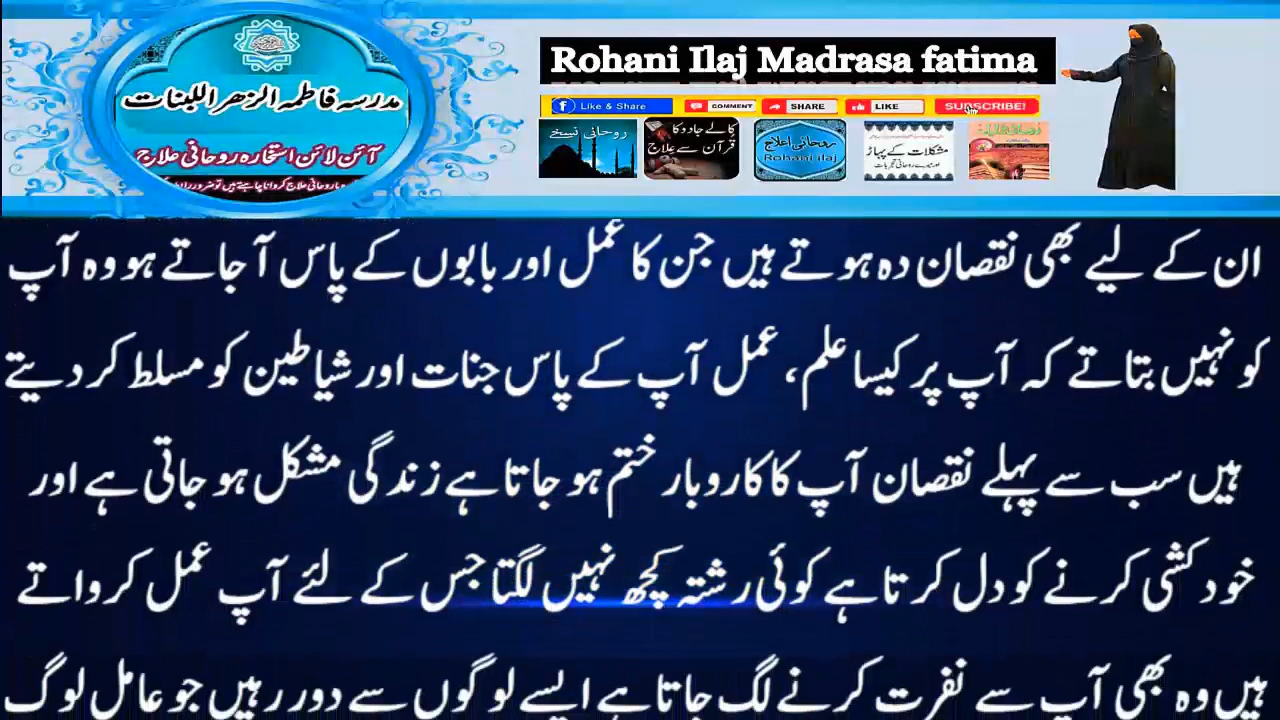 مدرسہ فاطمہ الزھرا للبنات
آئن لائن استخارہ روحانی علاج
Rohani Ilaj Madrasa fatima
Like & Share
COMMENT
SHARE
LIKE
SUBSCRIBE!
روحانی نسخ
کالے جادو کا
قرآن سے علاج
روحانی اعلاج
Rohani ilaj
مشکلات کے پہاڑ
ان کے لیے بھی نقصان دہ ہوتے ہیں جن کا عمل اور بابوں کے پاس آ جاتے ہو وہ آپ
کو نہیں بتاتے کہ آپ پر کیسا علم، عمل آپ کے پاس جنات اور شیاطین کو مسلط کر دیتے
ہیں سب سے پہلے نقصان آپ کا کاروبار ختم ہو جاتا ہے زندگی مشکل ہو جاتی ہے اور
خود کشی کرنے کو دل کرتا ہے کوئی رشتہ کچھ نہیں لگتا جس کے لئے آپ عمل کرواتے
ہیں وہ بھی آپ سے نفرت کرنے لگ جاتا ہے ایسے لوگوں سے دور رہیں جو عامل لوگ